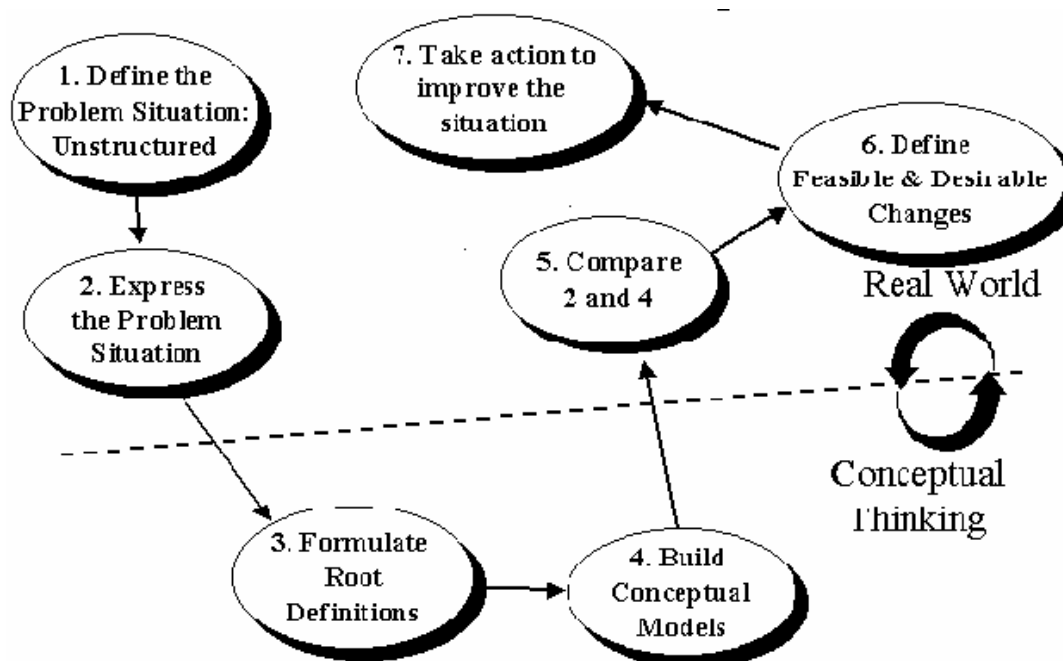 1. Define the
Problem Situation:
Unstructured
2. Express
the Problem
Situation
3. Formulate
Root
Definitions
4. Build
Conceptual
Models
5. Compare
2 and 4
6. Define
Feasible & Desirable
Changes
7. Take action to
improve the
situation
Real World
Conceptual
Thinking